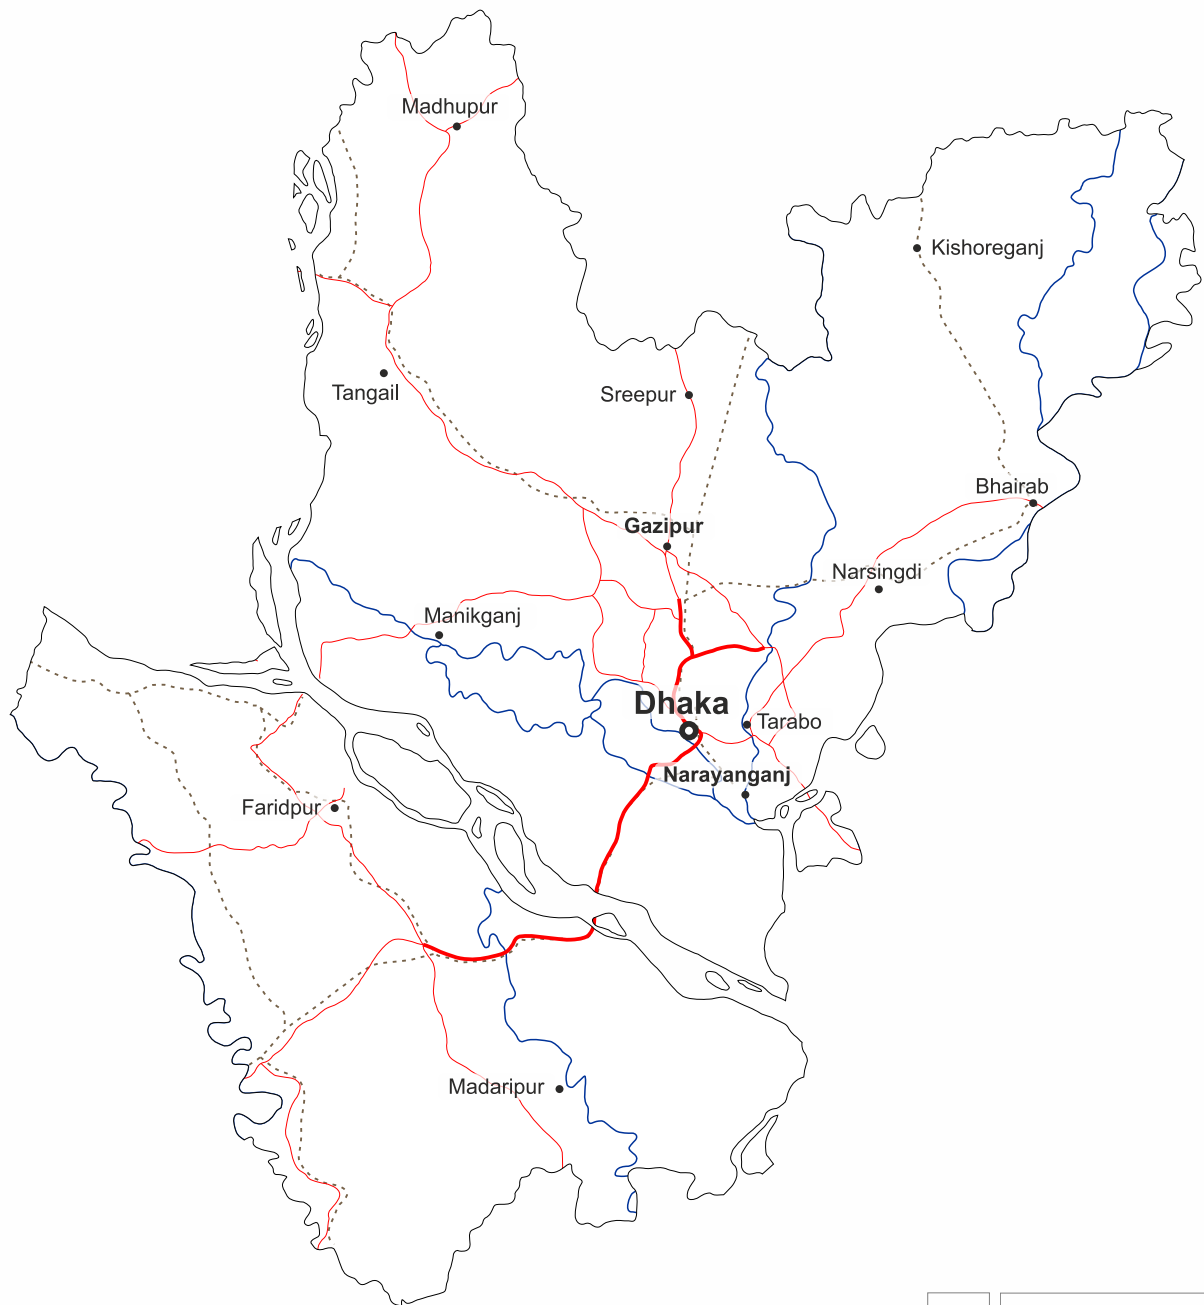 Madhupur
Kishoreganj
Tangail
Sreepur
Bhairab
Gazipur
Narsingdi
Manikganj
Dhaka
Tarabo
Narayanganj
Faridpur
Madaripur